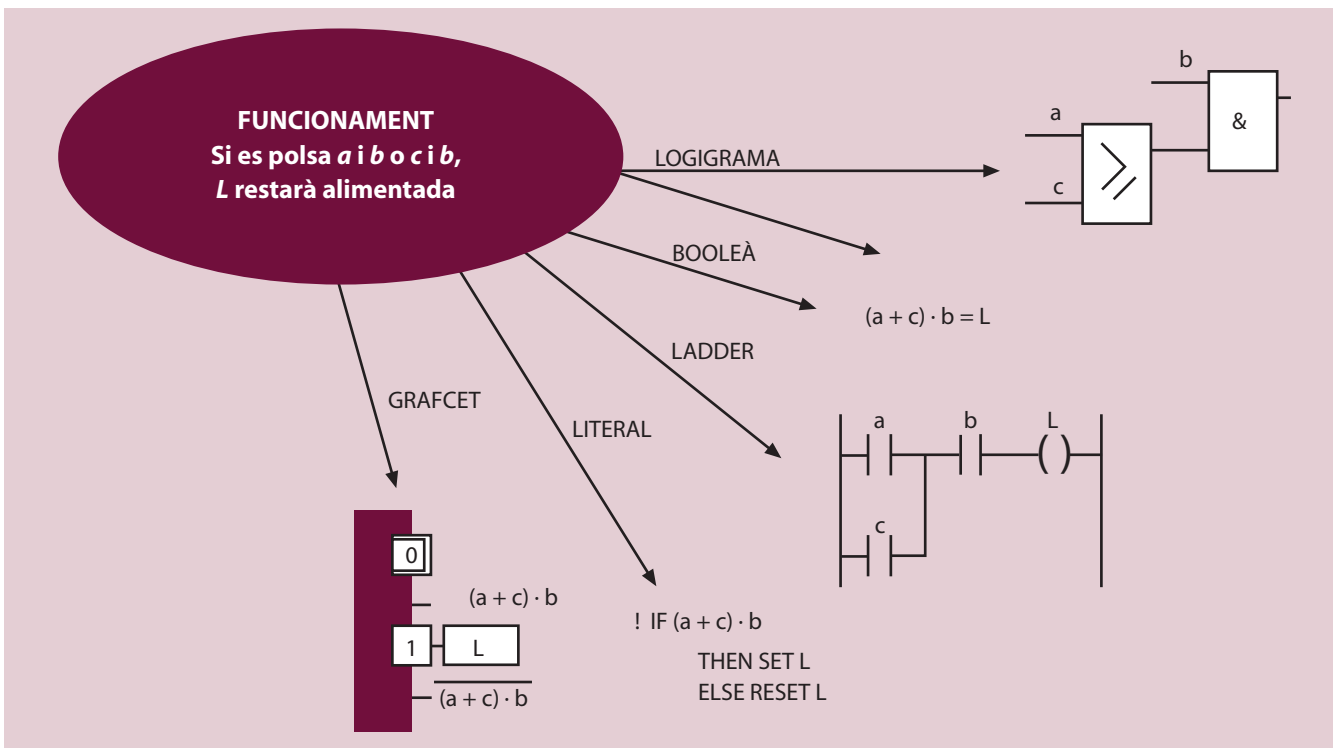 FUNCIONAMENT
Si es polsa a i b o c i b,
L restarà alimentada
LOGIGRAMA
b
&
a
≥
c
BOOLEÀ
(a + c) · b = L
LADDER
a
b
L
( )
c
GRAFCET
0
(a + c) · b
1
L
(a + c) · b
LITERAL
! IF (a + c) · b
THEN SET L
ELSE RESET L